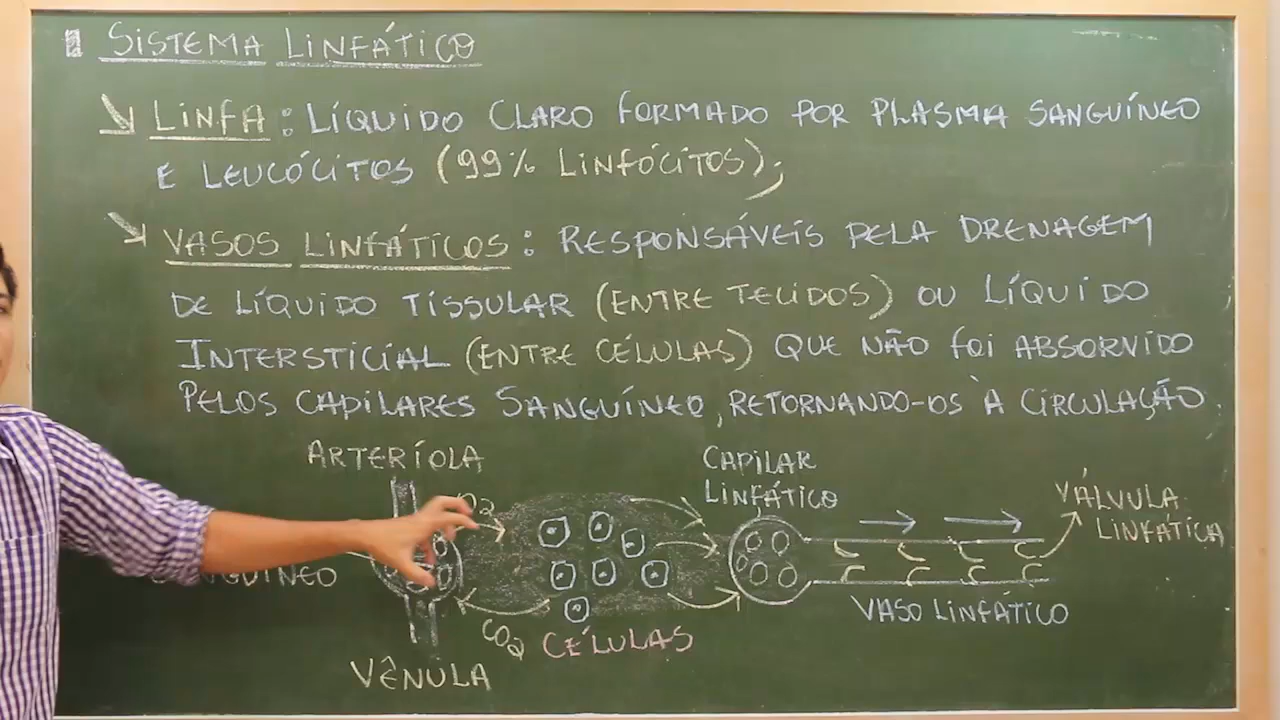 SISTEMA LINFÁTICO
LINFA: LÍQUIDO CLARO FORMADO POR PLASMA SANGUÍNEO
E LEUCÓCITOS (99% LINFÓCITOS);
VASOS LINFÁTICOS: RESPONSÁVEIS PELA DRENAGEM
DE LÍQUIDO TISSULAR (ENTRE TECIDOS) OU LÍQUIDO
INTERSTICIAL (ENTRE CÉLULAS) QUE NÃO FOI ABSORVIDO
PELOS CAPILARES SANGUÍNEO, RETORNANDO-OS À CIRCULAÇÃO
ARTERÍOLA
CAPILAR
LINFÁTICO
VÁLVULA
LINFATICA
O2
VASO LINFÁTICO
CO2
CÉLULAS
VÊNULA